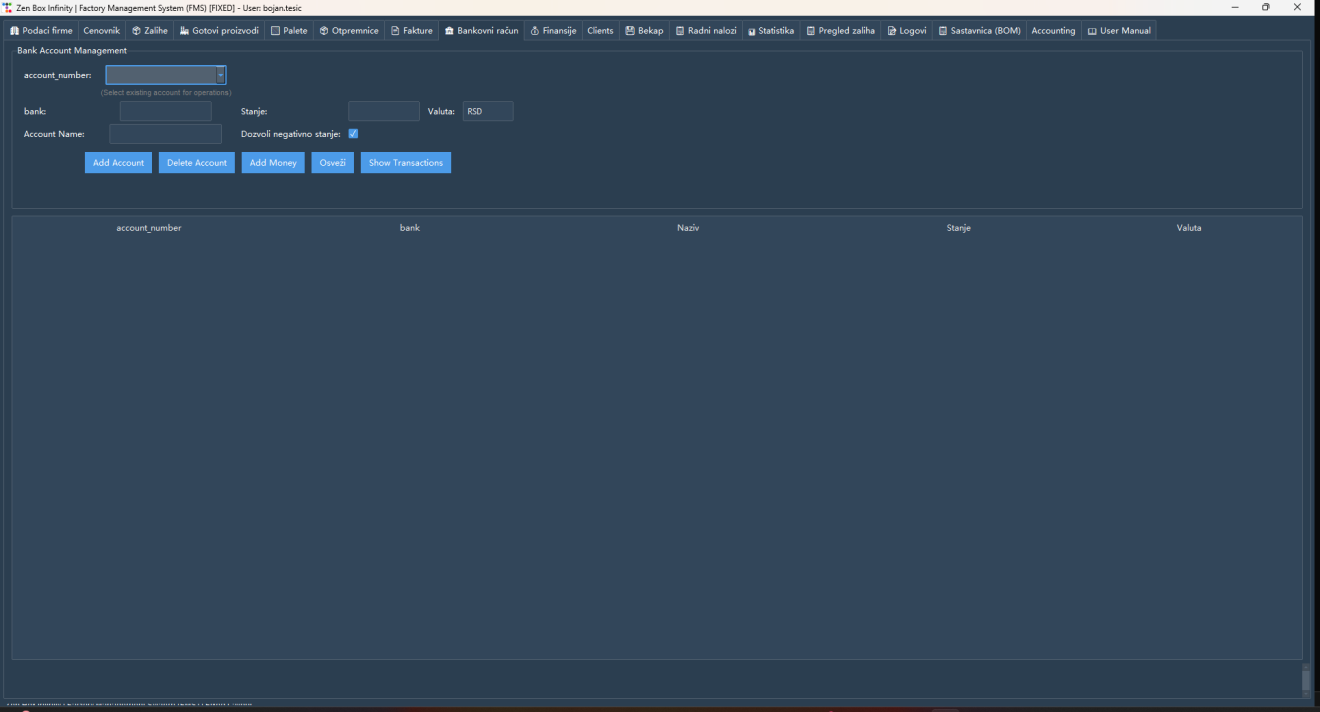 Zen Box Infinity | Factory Management System (FMS) [FIXED] - User: bojan.tesic
Podaci firme Cenovnik Zalihe Gotovi proizvodi Palete Otpremnice Fakture Bankovni račun Finansije Clients Bekap Radni nalozi Statistika Pregled zaliha Logovi Sastavnica (BOM) Accounting User Manual
Bank Account Management
account_number:
(Select existing account for operations)
bank: Stanje: Valuta: RSD
Account Name: Dozvoli negativno stanje:
Add Account Delete Account Add Money Osveži Show Transactions
account_number bank Naziv Stanje Valuta